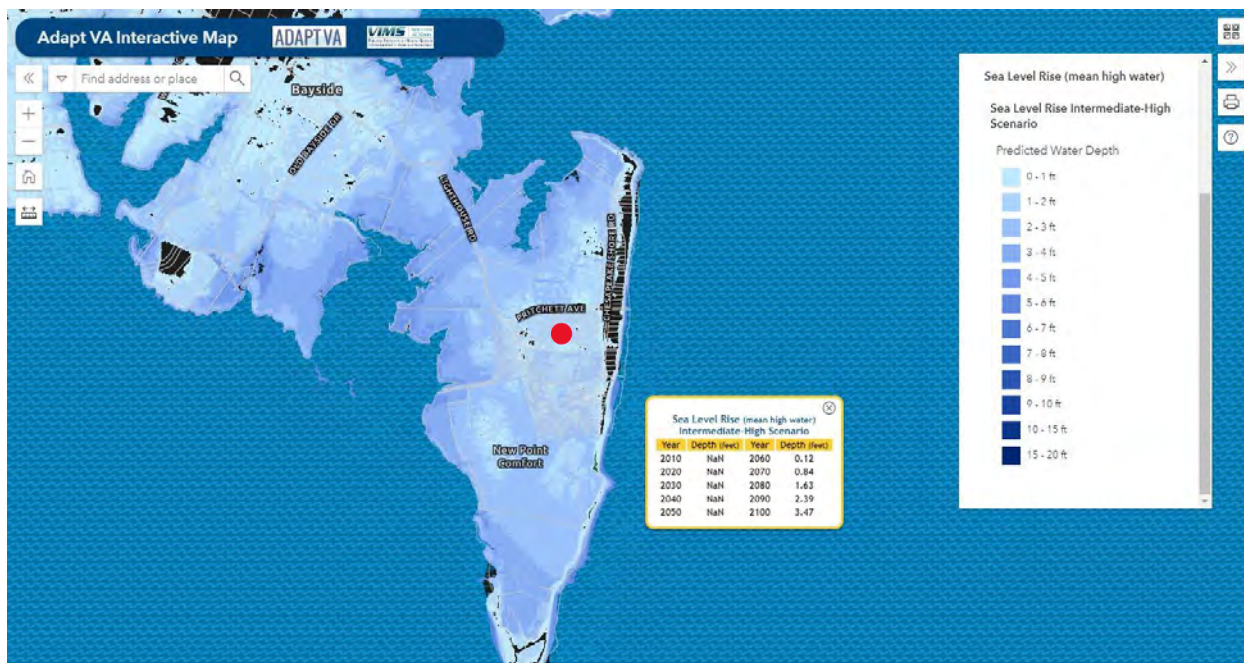 Adapt VA Interactive Map
ADAPTVA
VIMS
Find address or place
Bayside
OLD BAYSIDE DR
LIGHTHOUSE RD
CHESAPEAKE SHORE RD
PRITCHETT AVE
New Point
Comfort
Sea Level Rise (mean high water)
Intermediate-High Scenario
Year Depth (feet) Year Depth (feet)
2010 NaN 2060 0.12
2020 NaN 2070 0.84
2030 NaN 2080 1.63
2040 NaN 2090 2.39
2050 NaN 2100 3.47
Sea Level Rise (mean high water)
Sea Level Rise Intermediate-High
Scenario
Predicted Water Depth
0 - 1 ft
1 - 2 ft
2 - 3 ft
3 - 4 ft
4 - 5 ft
5 - 6 ft
6 - 7 ft
7 - 8 ft
8 - 9 ft
9 - 10 ft
10 - 15 ft
15 - 20 ft